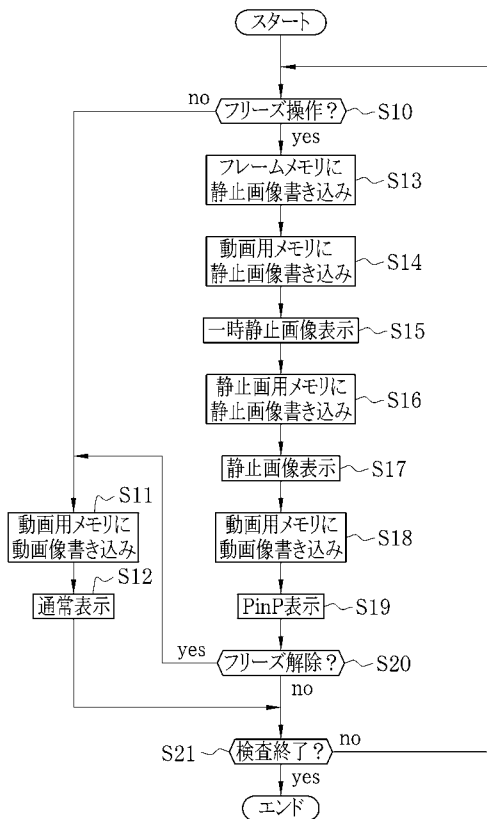 スタート
no
フリーズ操作？
S10
yes
フレームメモリに
静止画像書き込み
S13
動画用メモリに
静止画像書き込み
S14
一時静止画像表示
S15
静止画用メモリに
静止画像書き込み
S16
静止画像表示
S17
S11
動画用メモリに
動画像書き込み
動画用メモリに
動画像書き込み
S18
S12
通常表示
PinP表示
S19
yes
フリーズ解除？
S20
no
S21
検査終了？
no
yes
エンド